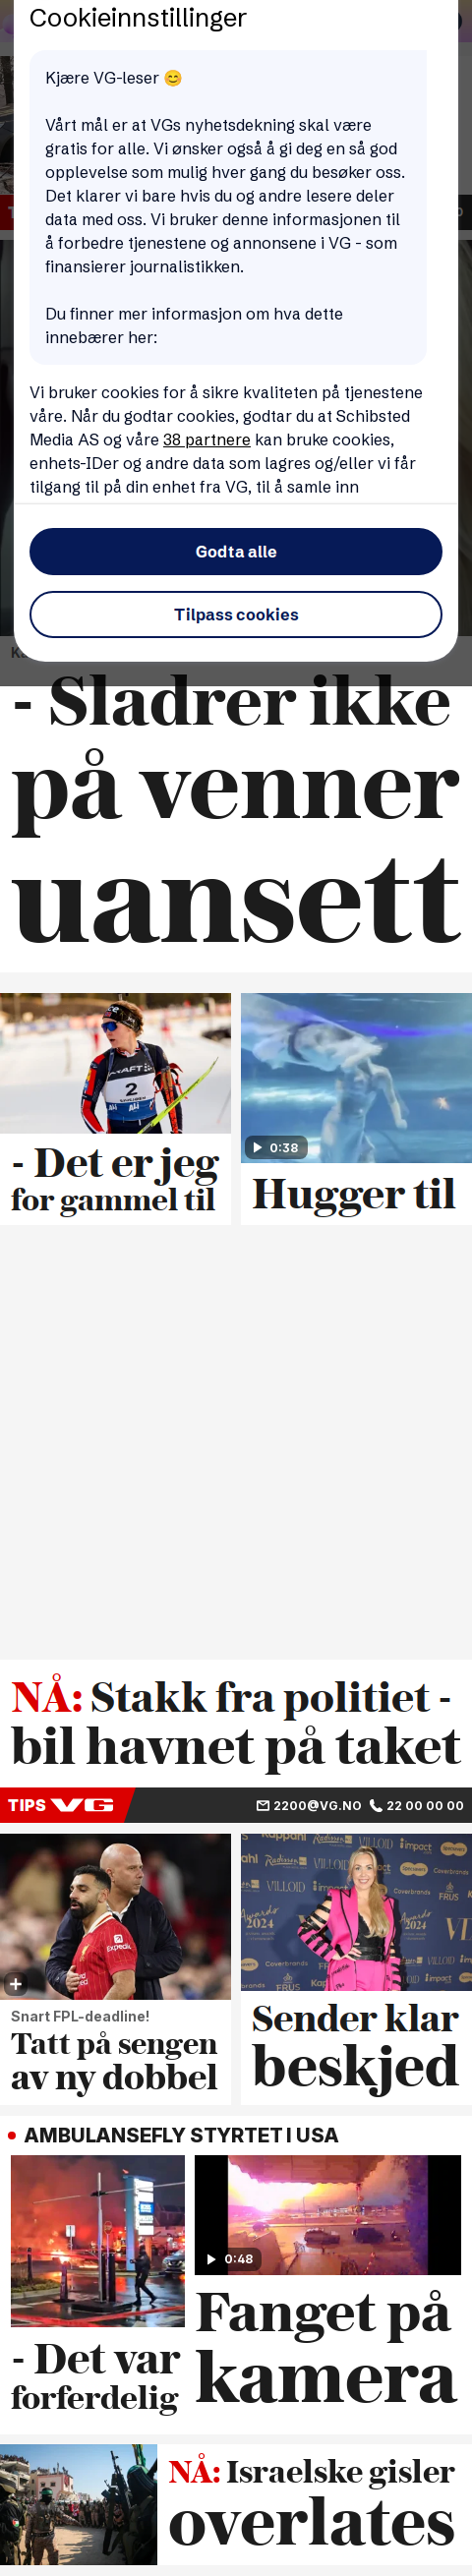 Cookieinnstillinger
Kjære VG-leser 😊
Vårt mål er at VGs nyhetsdekning skal være
gratis for alle. Vi ønsker også å gi deg en så god
opplevelse som mulig hver gang du besøker oss.
Det klarer vi bare hvis du og andre lesere deler
data med oss. Vi bruker denne informasjonen til
å forbedre tjenestene og annonsene i VG - som
finansierer journalistikken.
Du finner mer informasjon om hva dette
innebærer her:
Vi bruker cookies for å sikre kvaliteten på tjenestene
våre. Når du godtar cookies, godtar du at Schibsted
Media AS og våre 38 partnere kan bruke cookies,
enhets-IDer og andre data som lagres og/eller vi får
tilgang til på din enhet fra VG, til å samle inn
Godta alle
Tilpass cookies
- Sladrer ikke
på venner
uansett
2
0:38
- Det er jeg
for gammel til
Hugger til
NÅ: Stakk fra politiet -
bil havnet på taket
TIPS VG
2200@VG.NO 22 00 00 00
Expedia
awards
2024
VILLOID
impact
Coverbrands
FRUS
Snart FPL-deadline!
Tatt på sengen
av ny dobbel
Sender klar
beskjed
AMBULANSEFLY STYRTET I USA
0:48
- Det var
forferdelig
Fanget på
kamera
NÅ: Israelske gisler
overlates